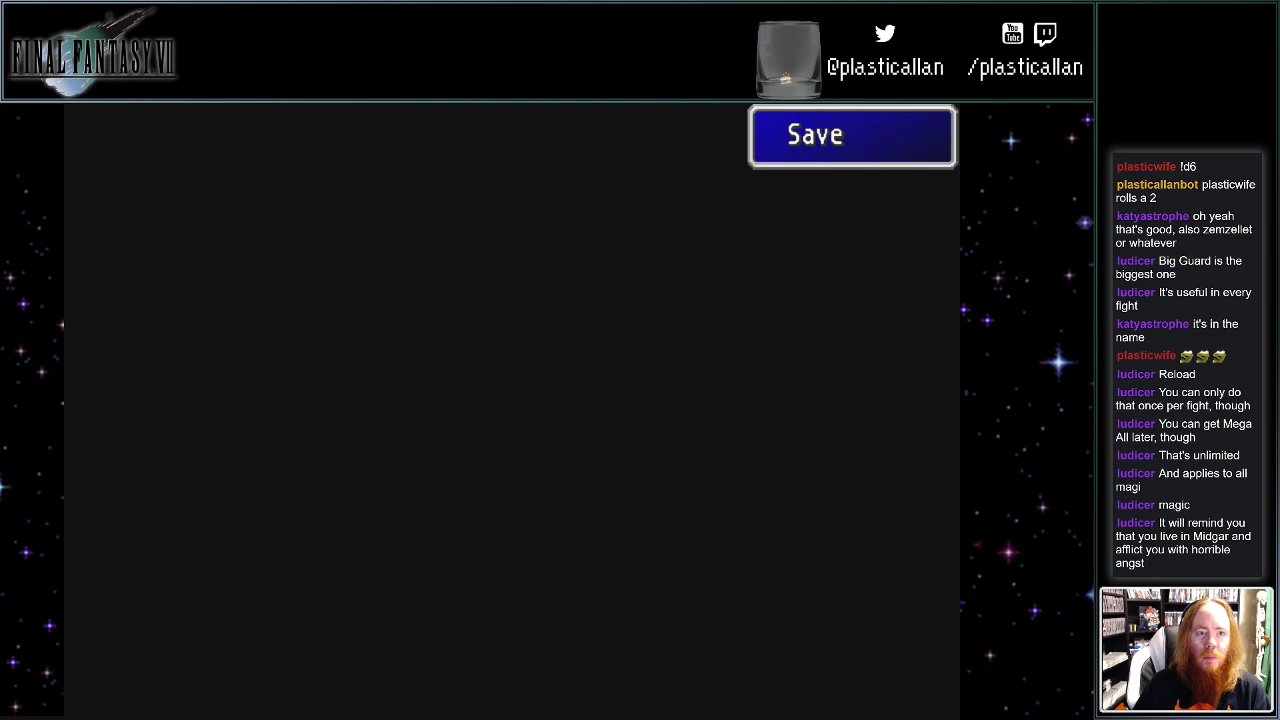 FINAL FANTASY VII
@plasticallan
You Tube
/plasticallan
Save
plasticwife !d6
plasticallanbot plasticwife
rolls a 2
katyastrophe oh yeah
that's good, also zemzellet
or whatever
ludicer Big Guard is the
biggest one
ludicer It's useful in every
fight
katyastrophe it's in the
name
plasticwife
ludicer Reload
ludicer You can only do
that once per fight, though
ludicer You can get Mega
All later, though
ludicer That's unlimited
ludicer And applies to all
magi
ludicer magic
ludicer It will remind you
that you live in Midgar and
afflict you with horrible
angst